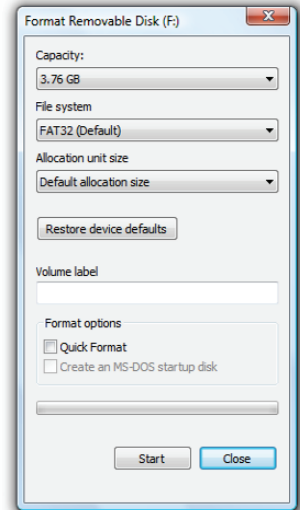 Format Removable Disk (F:)
Capacity:
3.76 GB
File system
FAT32 (Default)
Allocation unit size
Default allocation size
Restore device defaults
Volume label
Format options
Quick Format
Create an MS-DOS startup disk
Start Close